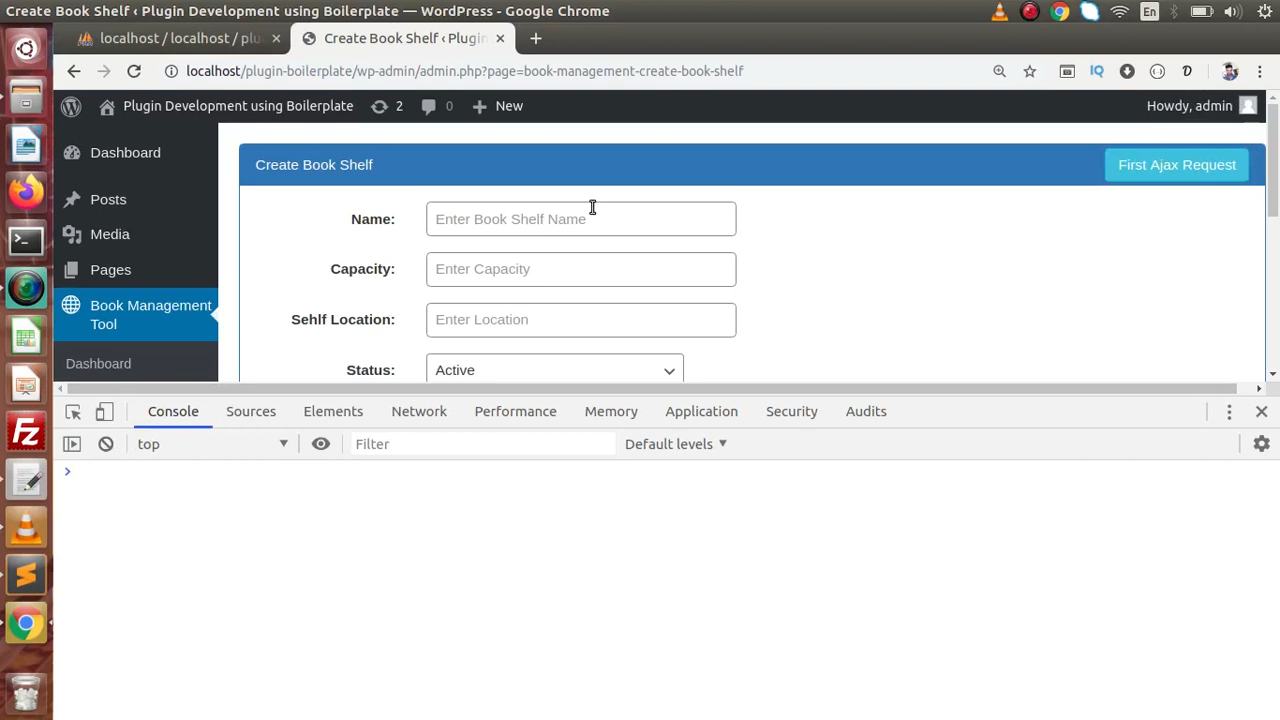 Create Book Shelf ‹ Plugin Development using Boilerplate — WordPress - Google Chrome
En
localhost / localhost / plu
Create Book Shelf ‹ Plugin
localhost/plugin-boilerplate/wp-admin/admin.php?page=book-management-create-book-shelf
IQ
Plugin Development using Boilerplate
2
0
New
Howdy, admin
Dashboard
Posts
Media
Pages
Book Management
Tool
Dashboard
Create Book Shelf
First Ajax Request
Name:
Enter Book Shelf Name
Capacity:
Enter Capacity
Sehlf Location:
Enter Location
Status:
Active
Console
Sources
Elements
Network
Performance
Memory
Application
Security
Audits
top
Filter
Default levels
Fz